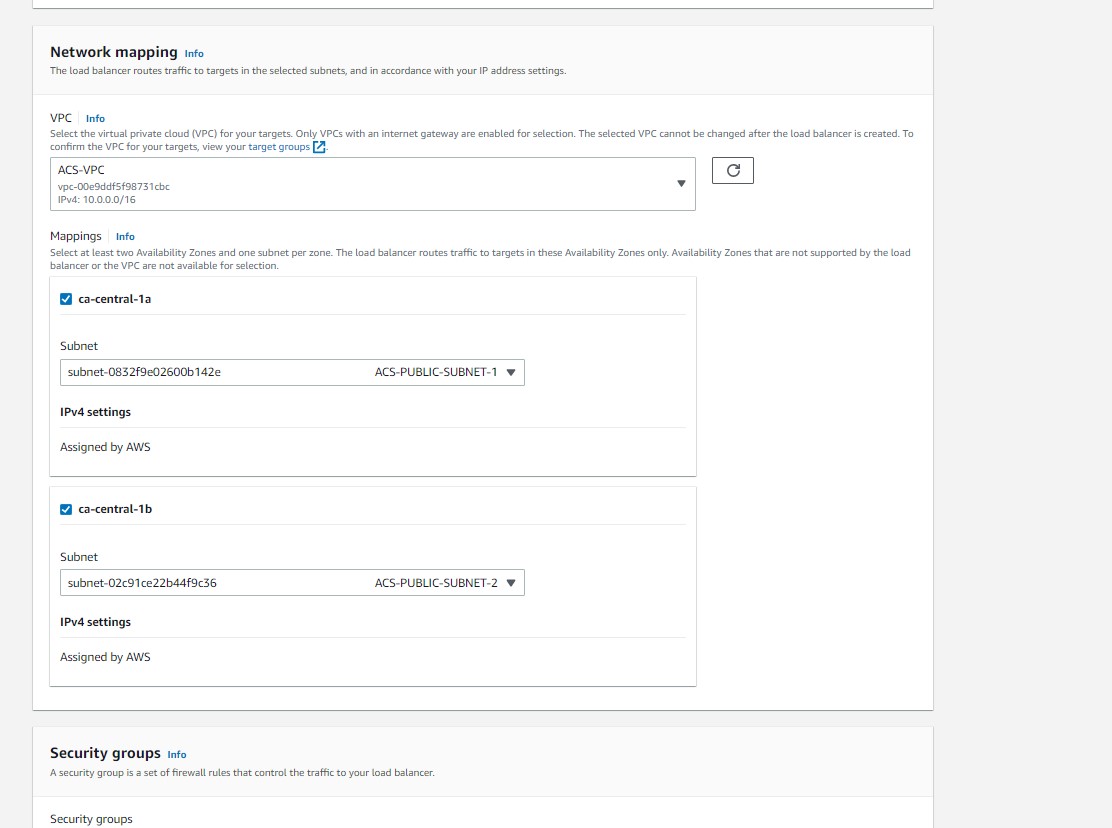 Network mapping Info
The load balancer routes traffic to targets in the selected subnets, and in accordance with your IP address settings.
VPC Info
Select the virtual private cloud (VPC) for your targets. Only VPCs with an internet gateway are enabled for selection. The selected VPC cannot be changed after the load balancer is created. To
confirm the VPC for your targets, view your target groups.
ACS-VPC
vpc-00e9ddf5f98731cbc
IPv4: 10.0.0.0/16
Mappings Info
Select at least two Availability Zones and one subnet per zone. The load balancer routes traffic to targets in these Availability Zones only. Availability Zones that are not supported by the load
balancer or the VPC are not available for selection.
ca-central-1a
Subnet
subnet-0832f9e02600b142e ACS-PUBLIC-SUBNET-1
IPv4 settings
Assigned by AWS
ca-central-1b
Subnet
subnet-02c91ce22b44f9c36 ACS-PUBLIC-SUBNET-2
IPv4 settings
Assigned by AWS
Security groups Info
A security group is a set of firewall rules that control the traffic to your load balancer.
Security groups